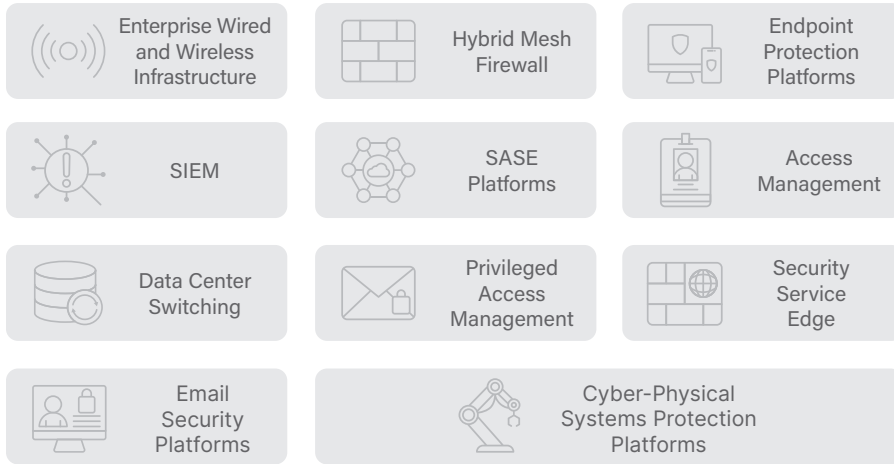 Enterprise Wired
and Wireless
Infrastructure
Hybrid Mesh
Firewall
Endpoint
Protection
Platforms
SIEM
SASE
Platforms
Access
Management
Data Center
Switching
Privileged
Access
Management
Security
Service
Edge
Email
Security
Platforms
Cyber-Physical
Systems Protection
Platforms